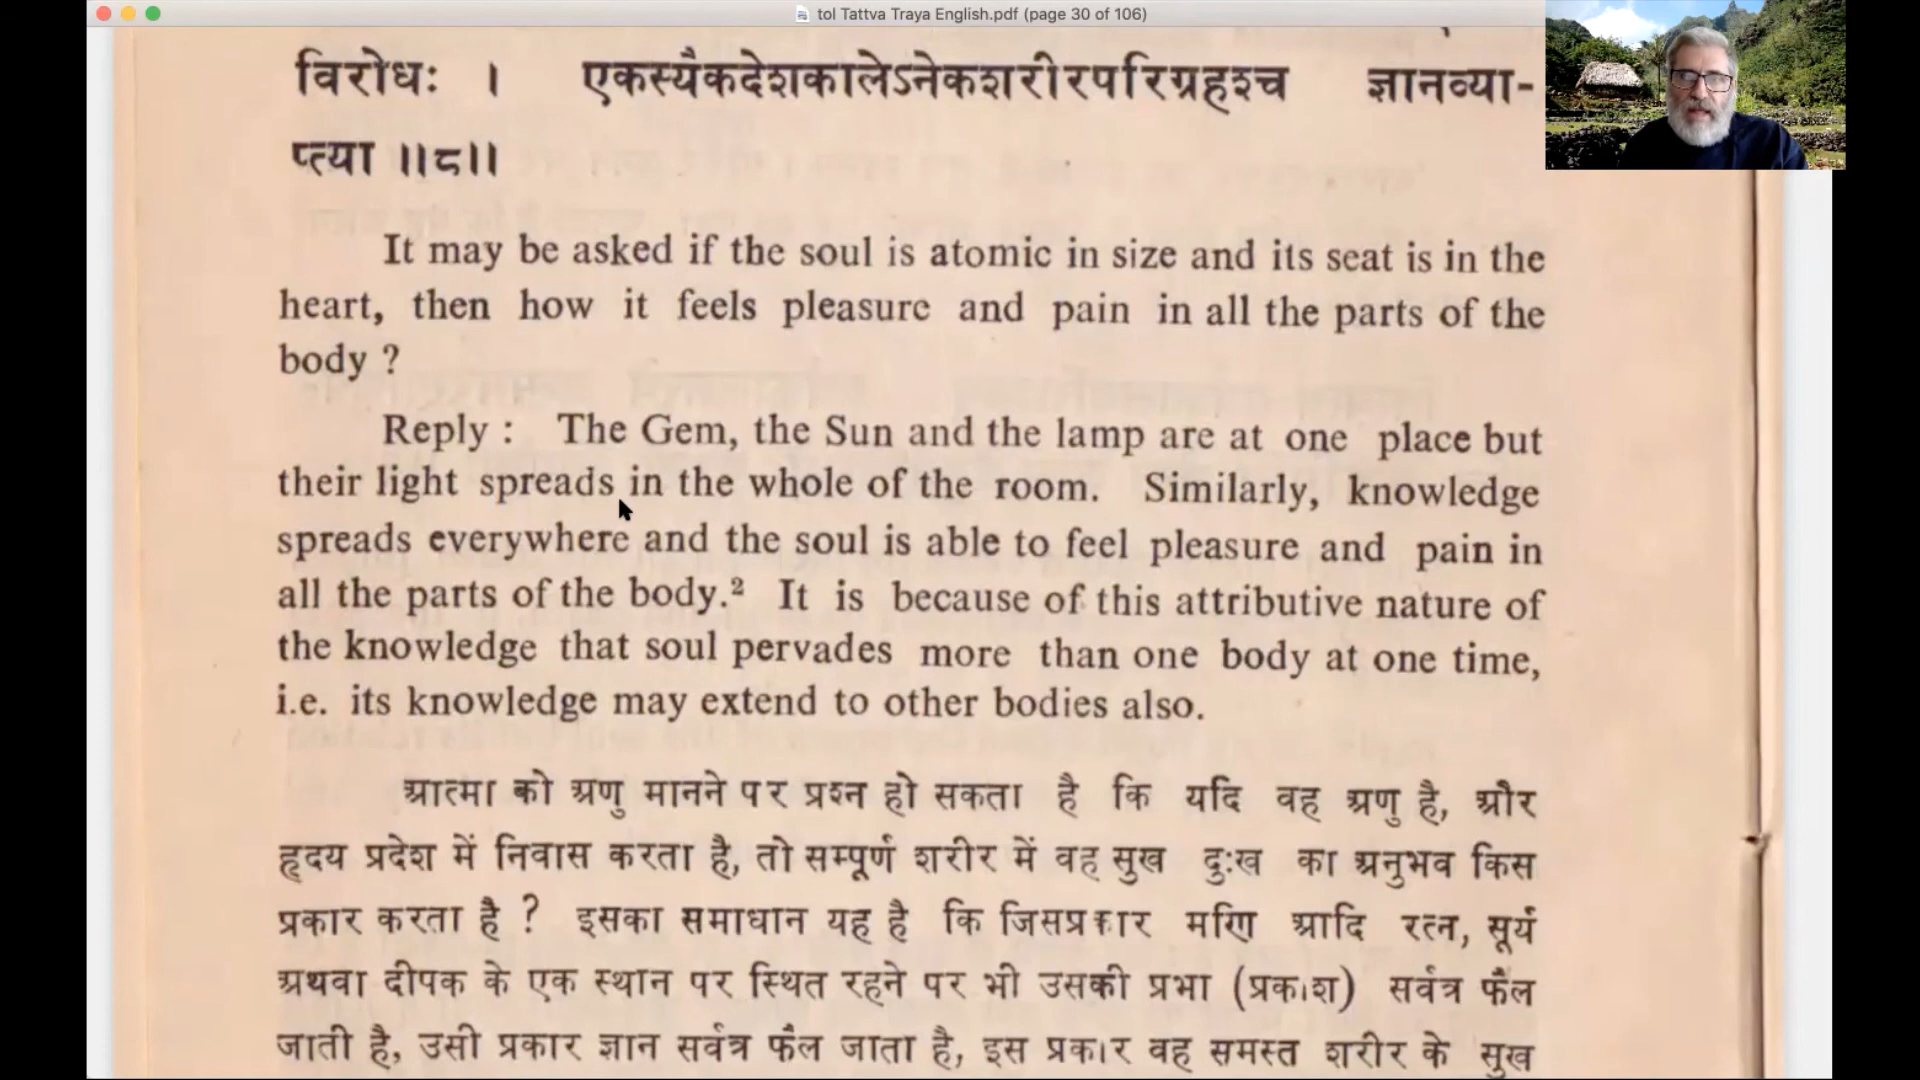 tol Tattva Traya English.pdf (page 30 of 106)
विरोधः । एकस्यैकदेशकालेऽनेकशरीरपरिग्रहश्च ज्ञानव्या-
प्त्या ॥८॥
It may be asked if the soul is atomic in size and its seat is in the
heart, then how it feels pleasure and pain in all the parts of the
body ?
Reply : The Gem, the Sun and the lamp are at one place but
their light spreads in the whole of the room. Similarly, knowledge
spreads everywhere and the soul is able to feel pleasure and pain in
all the parts of the body.² It is because of this attributive nature of
the knowledge that soul pervades more than one body at one time,
i.e. its knowledge may extend to other bodies also.
आत्मा को अणु मानने पर प्रश्न हो सकता है कि यदि वह अणु है, और
हृदय प्रदेश में निवास करता है, तो सम्पूर्ण शरीर में वह सुख दुःख का अनुभव किस
प्रकार करता है ? इसका समाधान यह है कि जिसप्रकार मणि आदि रत्न, सूर्य
अथवा दीपक के एक स्थान पर स्थित रहने पर भी उसकी प्रभा (प्रकाश) सर्वत्र फैल
जाती है, उसी प्रकार ज्ञान सर्वत्र फैल जाता है, इस प्रकार वह समस्त शरीर के सुख